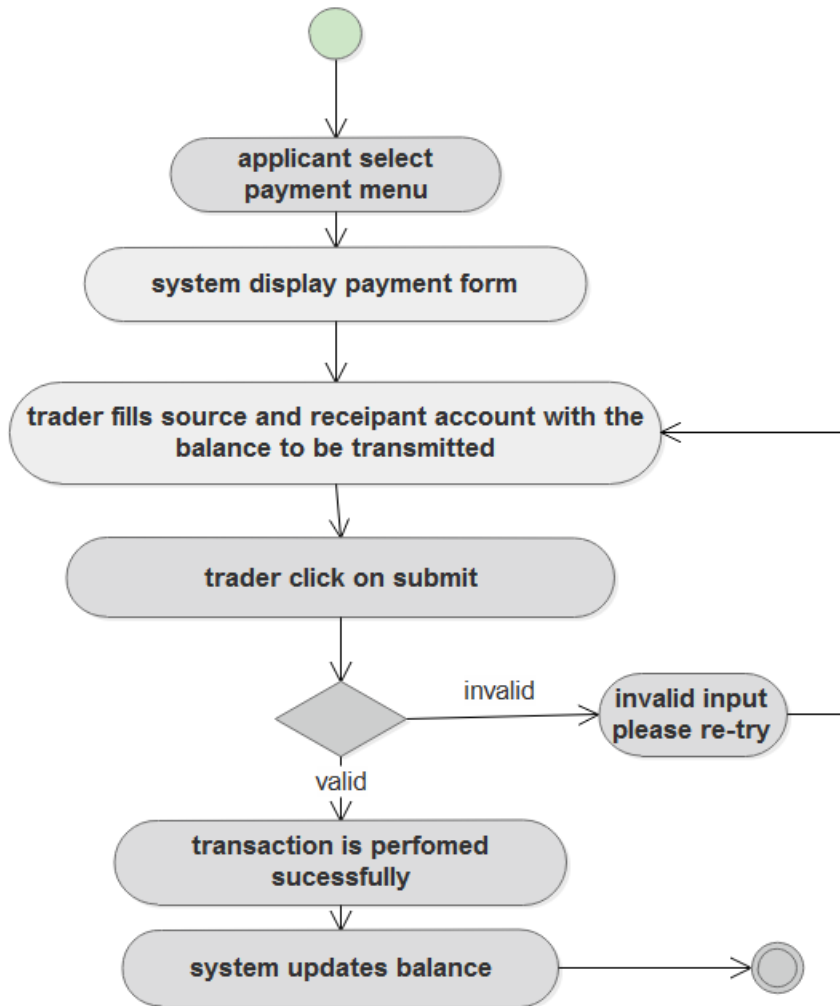 applicant select
payment menu
system display payment form
trader fills source and receipant account with the
balance to be transmitted
trader click on submit
invalid
invalid input
please re-try
valid
transaction is perfomed
sucessfully
system updates balance